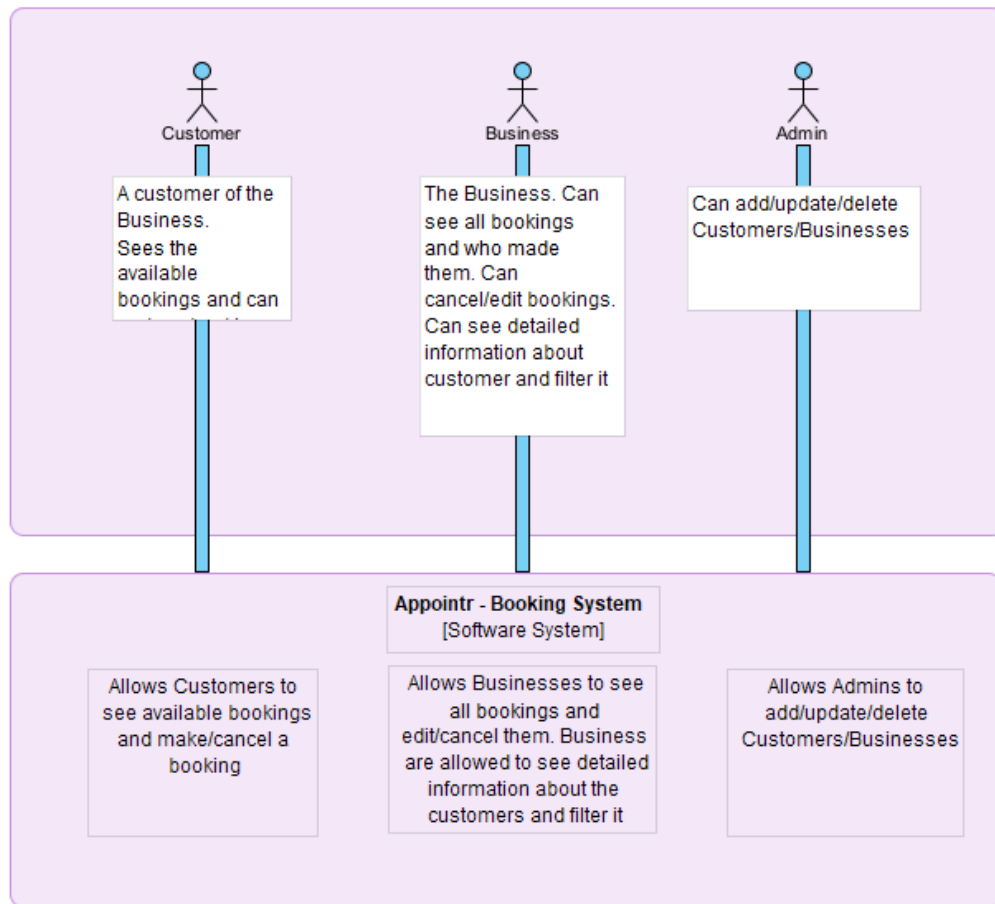 Customer
Business
Admin
A customer of the
Business.
Sees the
available
bookings and can
The Business. Can
see all bookings
and who made
them. Can
cancel/edit bookings.
Can see detailed
information about
customer and filter it
Can add/update/delete
Customers/Businesses
Appointr - Booking System
[Software System]
Allows Customers to
see available bookings
and make/cancel a
booking
Allows Businesses to see
all bookings and
edit/cancel them. Business
are allowed to see detailed
information about the
customers and filter it
Allows Admins to
add/update/delete
Customers/Businesses